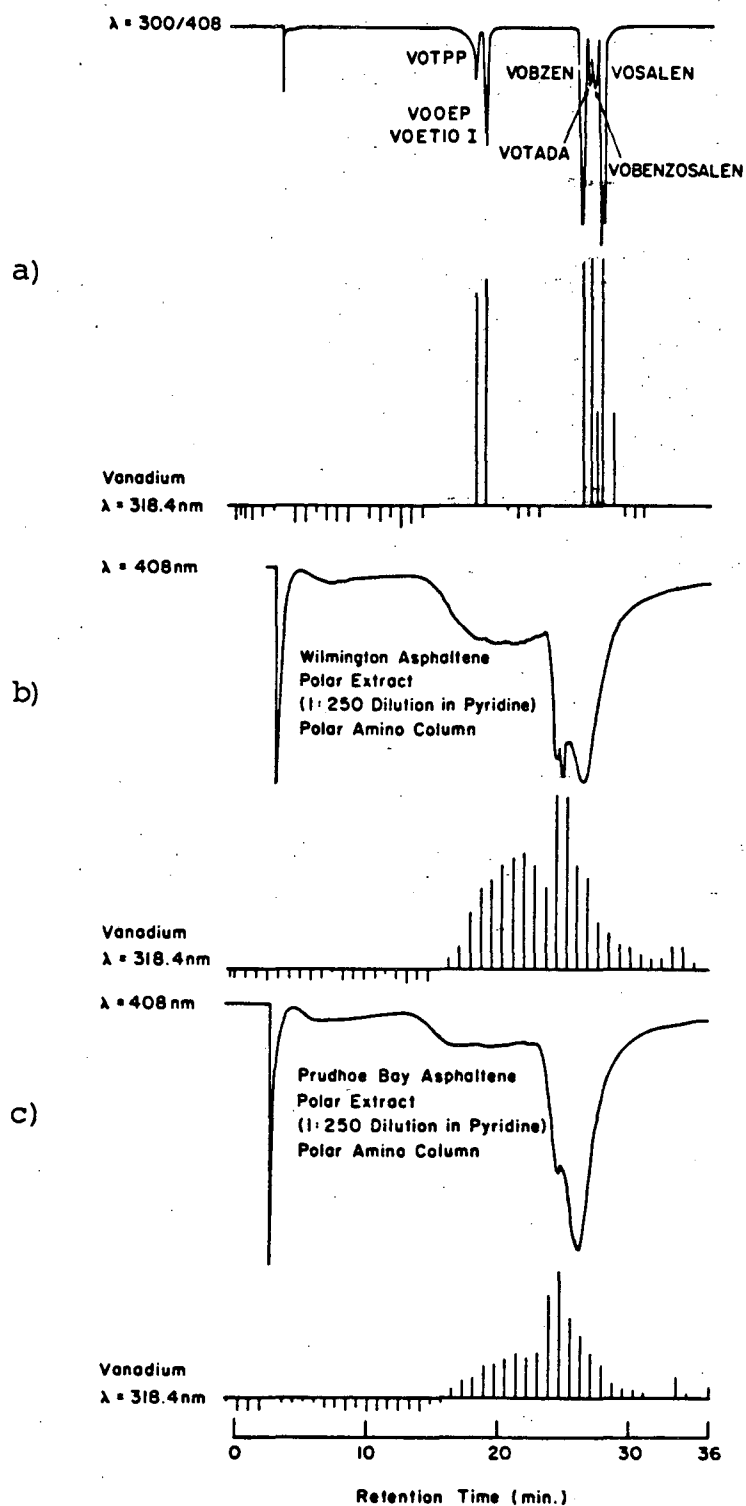 λ = 300/408
VOTPP
VOOEP
VOETIO I
VOBZEN
VOSALEN
VOTADA
VOBENZOSALEN
a)
Vanadium
λ = 318.4nm
λ = 408nm
Wilmington Asphaltene
Polar Extract
(1:250 Dilution in Pyridine)
Polar Amino Column
b)
Vanadium
λ = 318.4nm
λ = 408nm
Prudhoe Bay Asphaltene
Polar Extract
(1:250 Dilution in Pyridine)
Polar Amino Column
c)
Vanadium
λ = 318.4nm
0 10 20 30 36
Retention Time (min.)